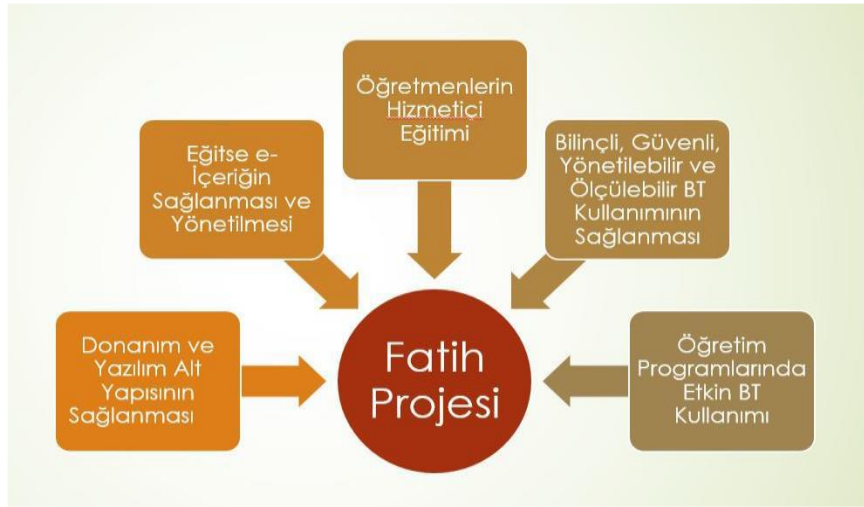 Öğretmenlerin
Hizmetiçi
Eğitimi
Eğitse e-
İçeriğin
Sağlanması ve
Yönetilmesi
Bilinçli, Güvenli,
Yönetilebilir ve
Ölçülebilir BT
Kullanımının
Sağlanması
Donanım ve
Yazılım Alt
Yapısının
Sağlanması
Fatih
Projesi
Öğretim
Programlarında
Etkin BT
Kullanımı